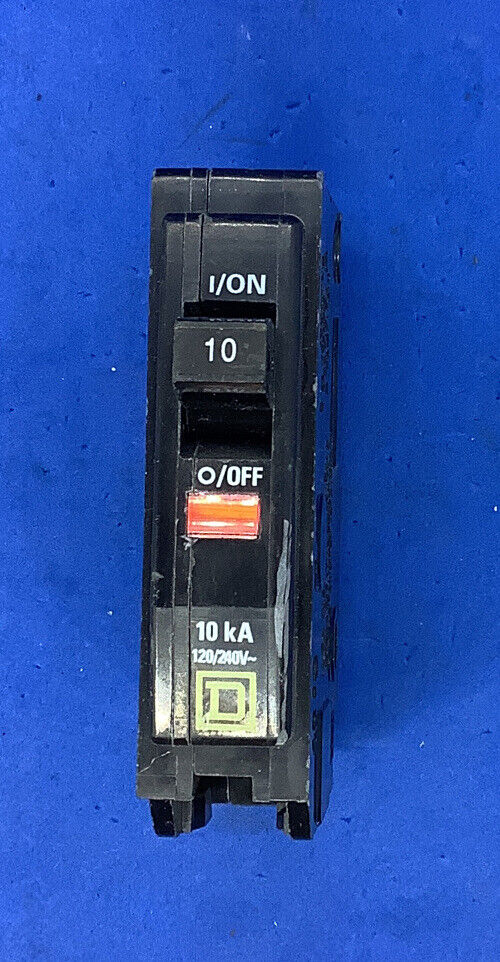 I/ON
10
O/OFF
10 kA
120/240V~
D